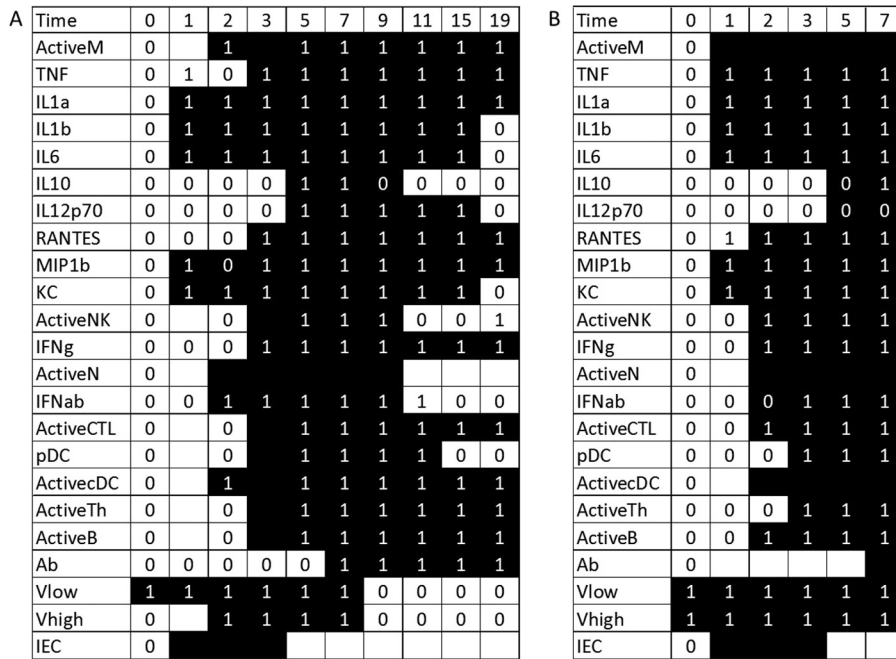 A
Time 0 1 2 3 5 7 9 11 15 19
ActiveM 0 1 1 1 1 1 1 1
TNF 0 1 0 1 1 1 1 1 1 1
IL1a 0 1 1 1 1 1 1 1 1 1
IL1b 0 1 1 1 1 1 1 1 1 0
IL6 0 1 1 1 1 1 1 1 1 0
IL10 0 0 0 0 1 1 0 0 0 0
IL12p70 0 0 0 0 1 1 1 1 1 0
RANTES 0 0 0 1 1 1 1 1 1 1
MIP1b 0 1 0 1 1 1 1 1 1 1
KC 0 1 1 1 1 1 1 1 1 0
ActiveNK 0 0 1 1 1 0 0 1
IFNg 0 0 0 1 1 1 1 1 1 1
ActiveN 0
IFNab 0 0 1 1 1 1 1 1 0 0
ActiveCTL 0 0 1 1 1 1 1 1
pDC 0 0 1 1 1 1 0 0
ActivecDC 0 1 1 1 1 1 1 1
ActiveTh 0 0 1 1 1 1 1 1
ActiveB 0 0 1 1 1 1 1 1
Ab 0 0 0 0 0 1 1 1 1 1
Vlow 1 1 1 1 1 1 0 0 0 0
Vhigh 0 1 1 1 1 0 0 0 0
IEC 0
B
Time 0 1 2 3 5 7
ActiveM 0
TNF 0 1 1 1 1 1
IL1a 0 1 1 1 1 1
IL1b 0 1 1 1 1 1
IL6 0 1 1 1 1 1
IL10 0 0 0 0 0 1
IL12p70 0 0 0 0 0 0
RANTES 0 1 1 1 1 1
MIP1b 0 1 1 1 1 1
KC 0 1 1 1 1 1
ActiveNK 0 0 1 1 1 1
IFNg 0 0 1 1 1 1
ActiveN 0
IFNab 0 0 0 1 1 1
ActiveCTL 0 0 1 1 1 1
pDC 0 0 0 1 1 1
ActivecDC 0
ActiveTh 0 0 0 1 1 1
ActiveB 0 0 1 1 1 1
Ab 0
Vlow 1 1 1 1 1 1
Vhigh 1 1 1 1 1 1
IEC 0